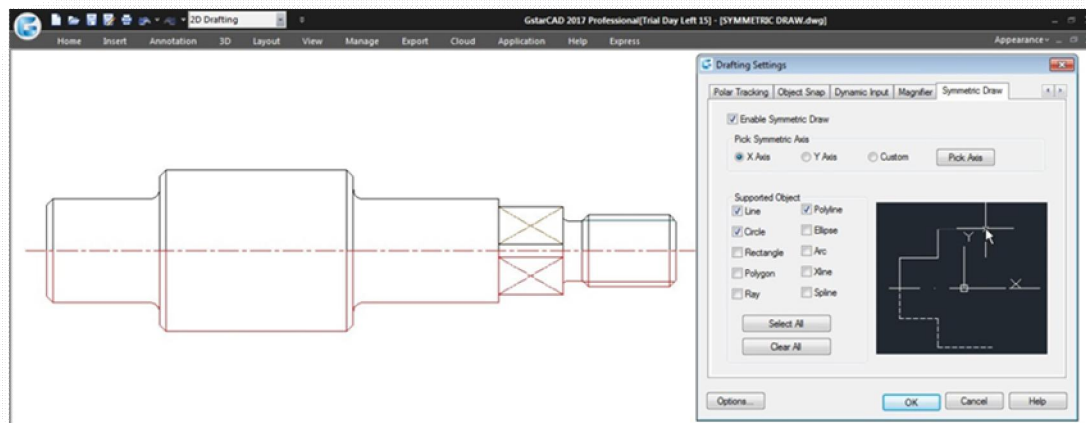 2D Drafting
GstarCAD 2017 Professional[Trial Day Left 15] - [SYMMETRIC DRAW.dwg]
Home Insert Annotation 3D Layout View Manage Export Cloud Application Help Express Appearance
Drafting Settings
Polar Tracking Object Snap Dynamic Input Magnifier Symmetric Draw
Enable Symmetric Draw
Pick Symmetric Axis
X Axis Y Axis Custom Pick Axis
Supported Object
Line Polyline
Circle Ellipse
Rectangle Arc
Polygon Xline
Ray Spline
Select All
Clear All
Y
X
Options... OK Cancel Help